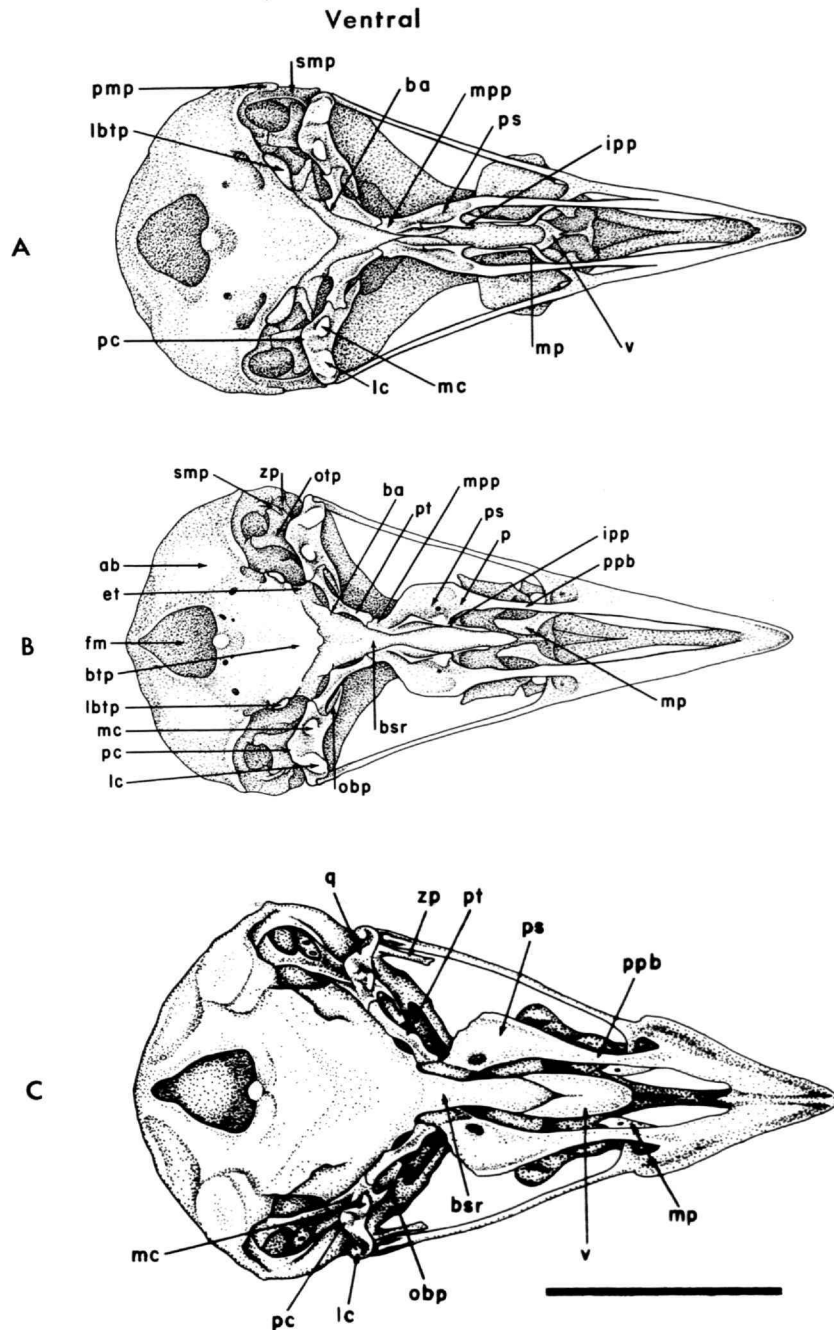 Ventral
smp
pmp
ba
mpp
lbtp
ps
ipp
A
pc
lc
mc
mp
v
zp
smp
otp
ba
mpp
pt
ps
p
ipp
ab
ppb
et
fm
B
btp
lbtp
mp
mc
bsr
pc
lc
obp
q
zp
pt
ps
ppb
C
bsr
mp
mc
v
obp
pc
lc